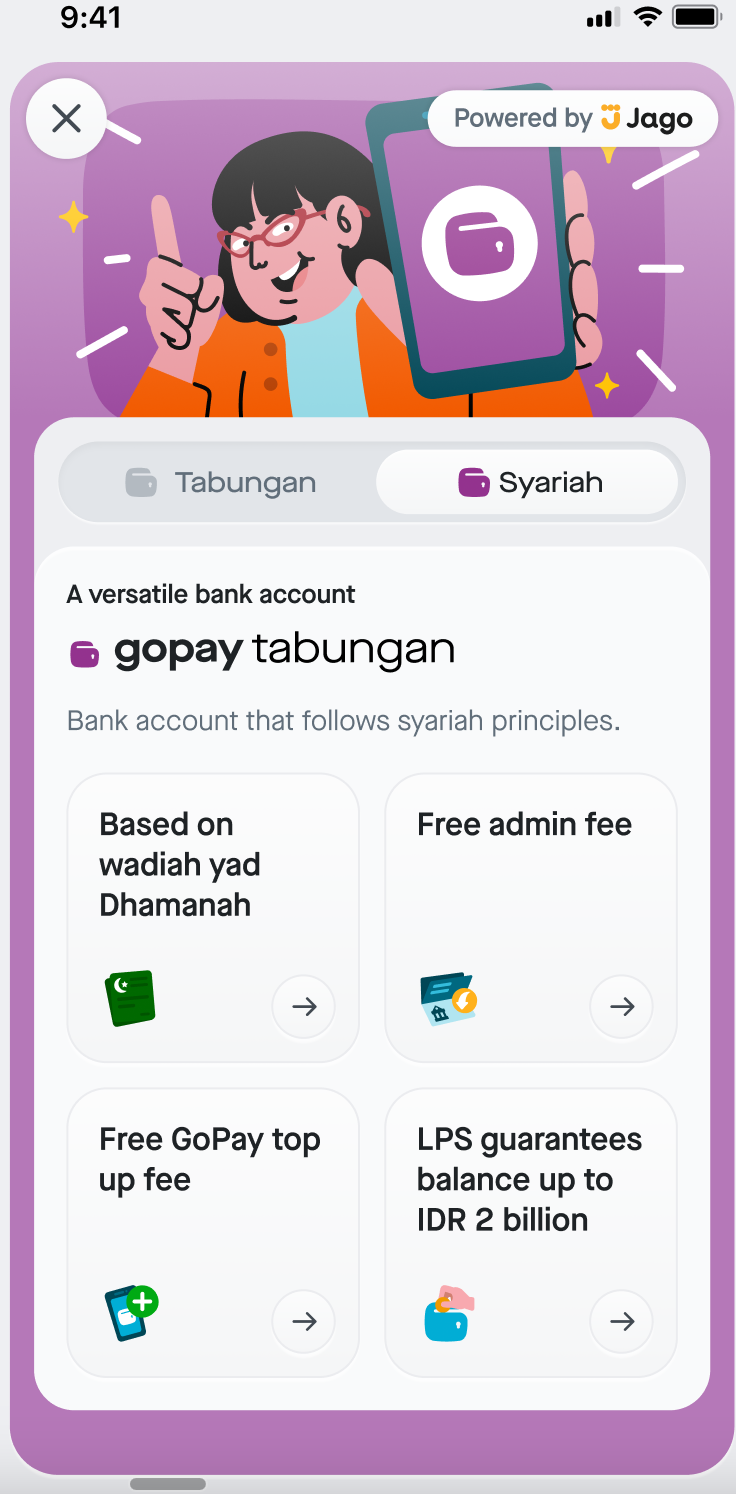 9:41
Powered by Jago
Tabungan
Syariah
A versatile bank account
gopay tabungan
Bank account that follows syariah principles.
Based on
wadiah yad
Dhamanah
Free admin fee
Free GoPay top
up fee
LPS guarantees
balance up to
IDR 2 billion